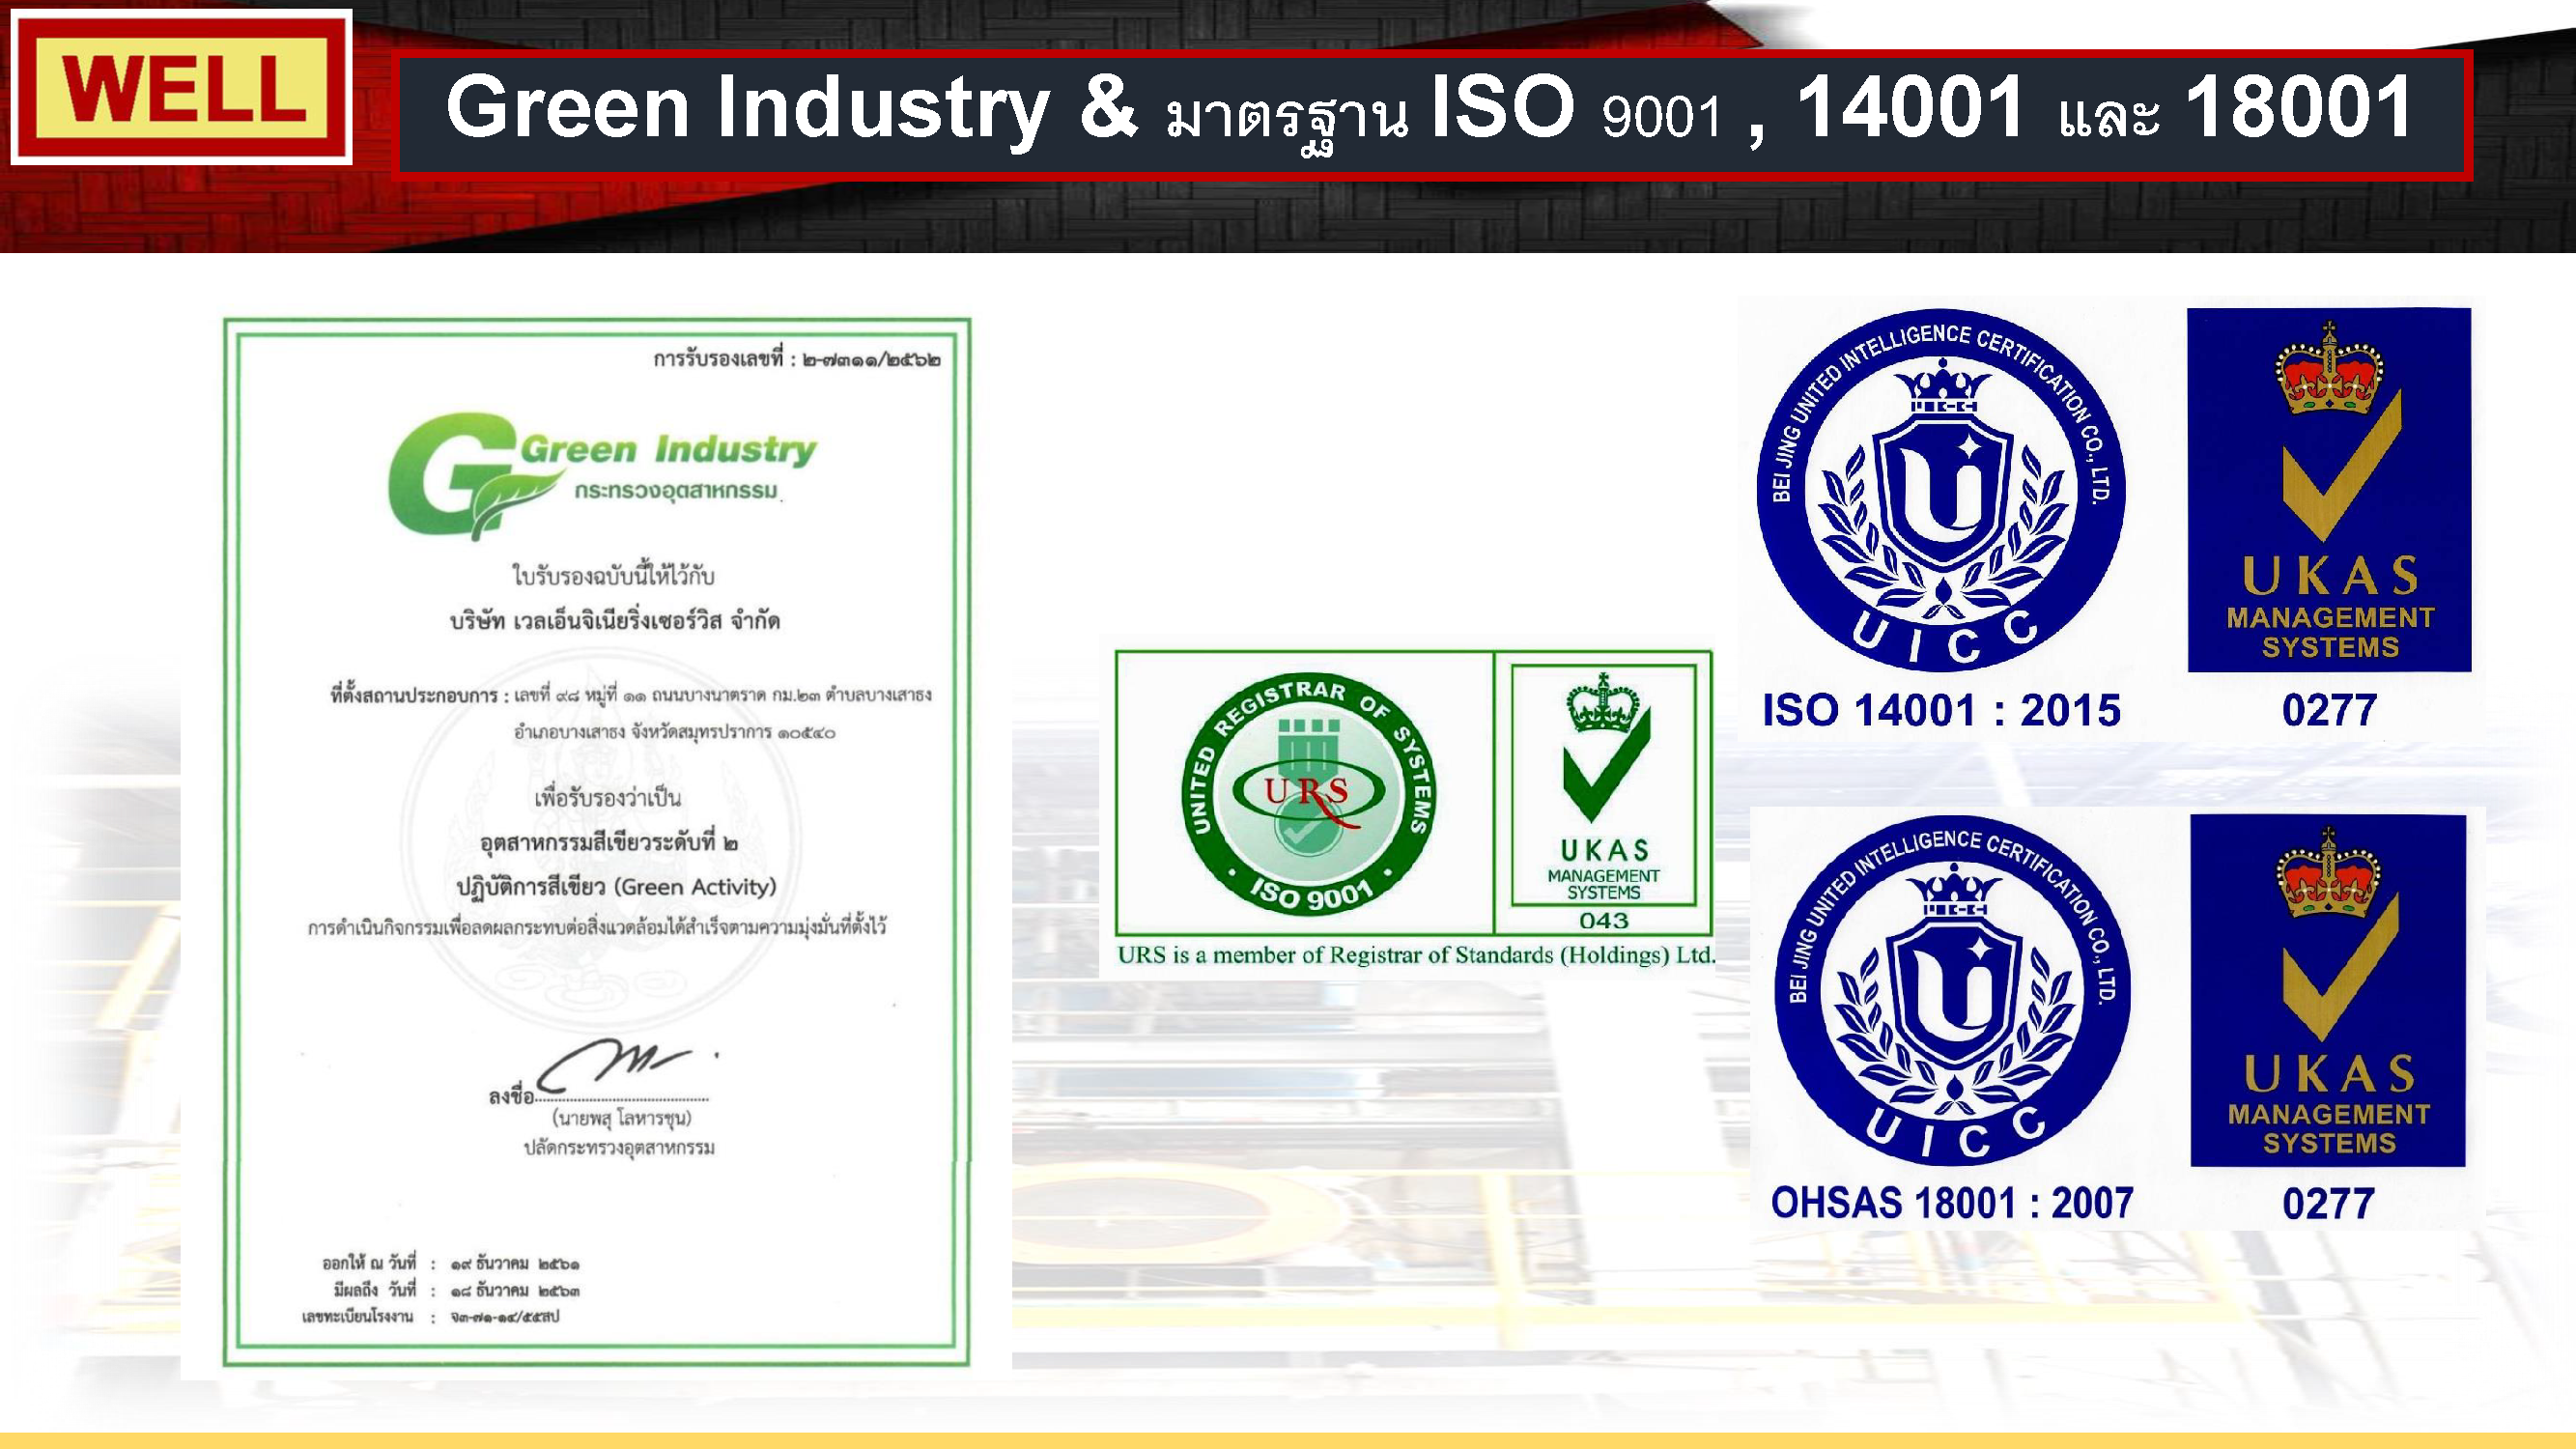 WELL
Green Industry & มาตรฐาน ISO 9001 , 14001 และ 18001
การรับรองเลขที่ : ๒-๗๓๑๑/๒๕๖๒
Green Industry
กระทรวงอุตสาหกรรม
ใบรับรองฉบับนี้ให้ไว้กับ
บริษัท เวลเอ็นจิเนียริ่งเซอร์วิส จำกัด
ที่ตั้งสถานประกอบการ : เลขที่ ๙๘ หมู่ที่ ๑๑ ถนนบางนาตราด กม.๒๓ ตำบลบางเสาธง
อำเภอบางเสาธง จังหวัดสมุทรปราการ ๑๐๕๔๐
เพื่อรับรองว่าเป็น
อุตสาหกรรมสีเขียวระดับที่ ๒
ปฏิบัติการสีเขียว (Green Activity)
การดำเนินกิจกรรมเพื่อลดผลกระทบต่อสิ่งแวดล้อมได้สำเร็จตามความมุ่งมั่นที่ตั้งไว้
ลงชื่อ
(นายพสุ โลหารชุน)
ปลัดกระทรวงอุตสาหกรรม
ออกให้ ณ วันที่ : ๑๙ ธันวาคม ๒๕๖๑
มีผลถึง วันที่ : ๑๘ ธันวาคม ๒๕๖๓
เลขทะเบียนโรงงาน : จ๓-๗๑-๑๔/๕๕สป
UNITED REGISTRAR OF SYSTEMS
URS
• ISO 9001 •
UKAS
MANAGEMENT
SYSTEMS
043
URS is a member of Registrar of Standards (Holdings) Ltd.
BEI JING UNITED INTELLIGENCE CERTIFICATION CO., LTD.
UICC
ISO 14001 : 2015
UKAS
MANAGEMENT
SYSTEMS
0277
BEI JING UNITED INTELLIGENCE CERTIFICATION CO., LTD.
UICC
OHSAS 18001 : 2007
UKAS
MANAGEMENT
SYSTEMS
0277